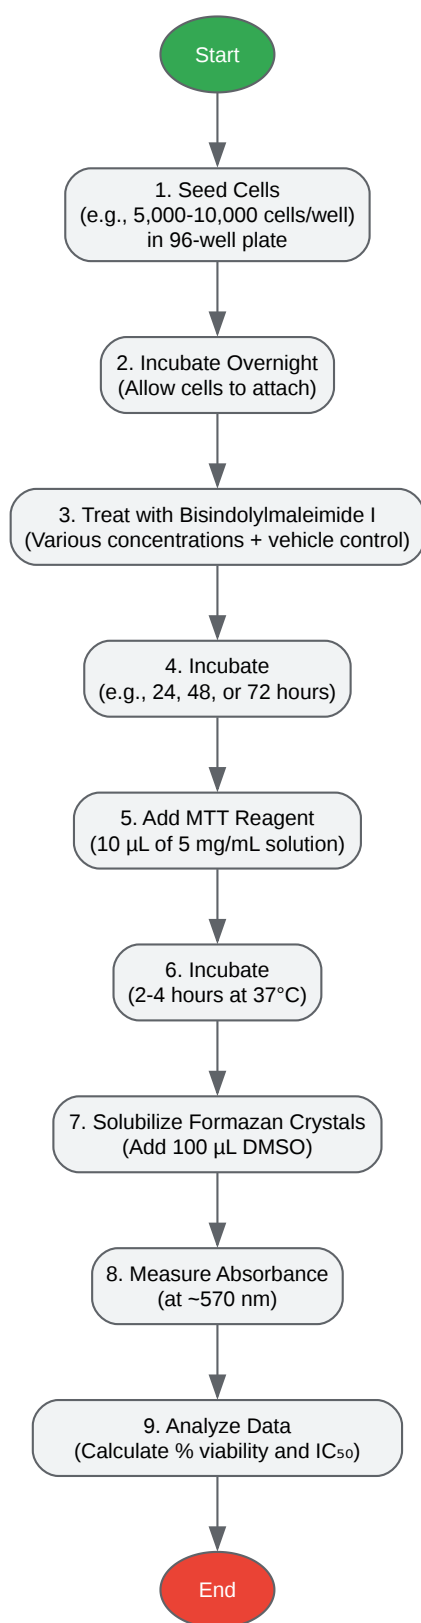 Start
1. Seed Cells
(e.g., 5,000-10,000 cells/well)
in 96-well plate
2. Incubate Overnight
(Allow cells to attach)
3. Treat with Bisindolylmaleimide I
(Various concentrations + vehicle control)
4. Incubate
(e.g., 24, 48, or 72 hours)
5. Add MTT Reagent
(10 µL of 5 mg/mL solution)
6. Incubate
(2-4 hours at 37°C)
7. Solubilize Formazan Crystals
(Add 100 µL DMSO)
8. Measure Absorbance
(at ~570 nm)
9. Analyze Data
(Calculate % viability and IC₅₀)
End